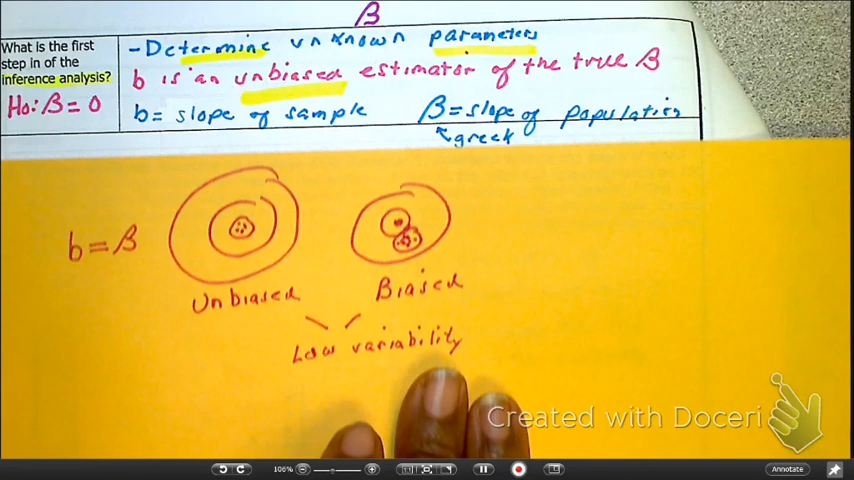 β
What is the first
step in of the
inference analysis?
Ho: β = 0
- Determine unknown parameters
b is an unbiased estimator of the true β
b = slope of sample β = slope of population
greek
b = β
Unbiased Biased
Low variability
Created with Doceri
106%
Annotate